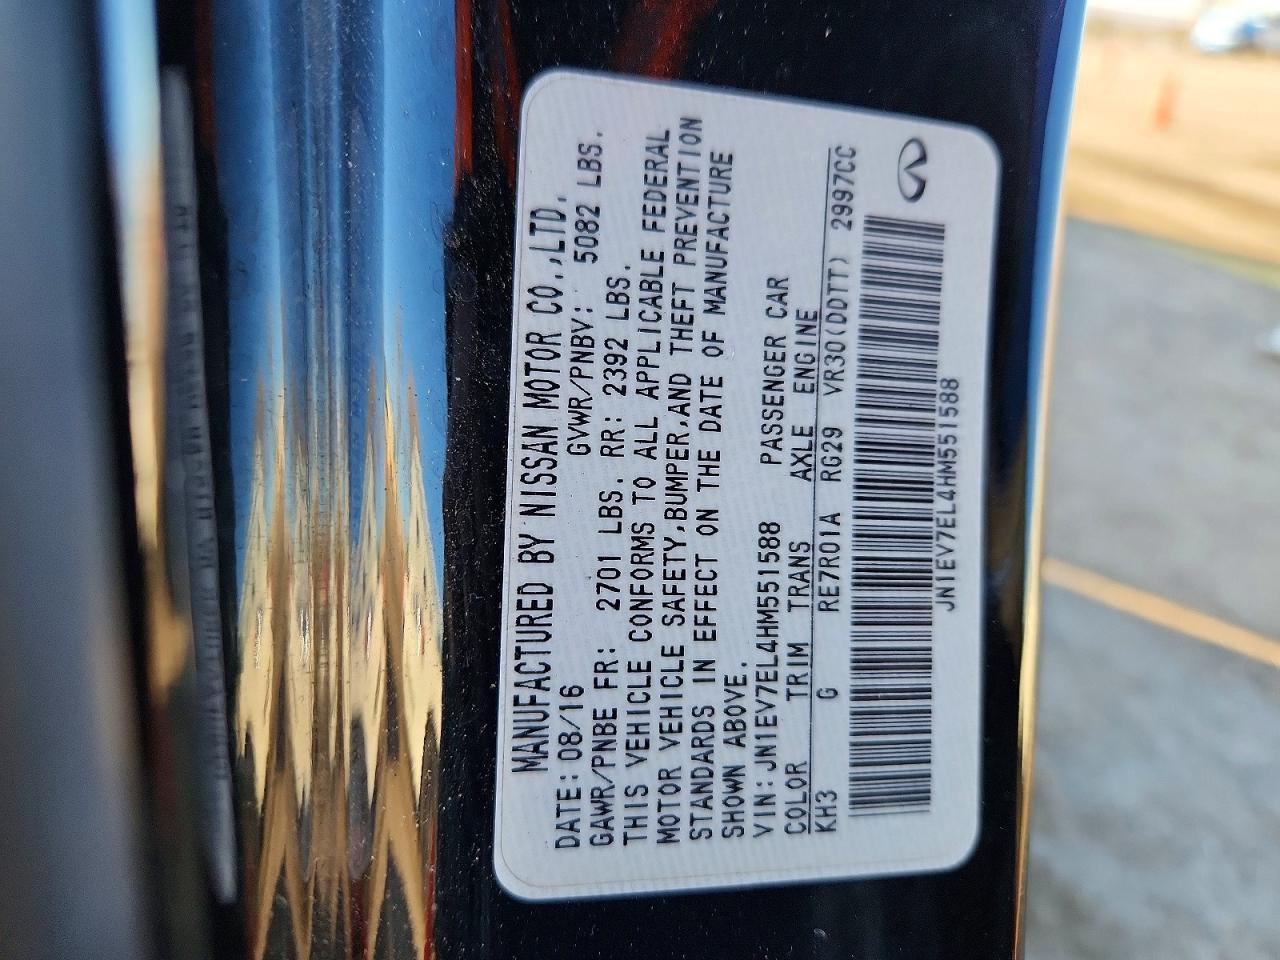 MANUFACTURED BY NISSAN MOTOR CO.,LTD.
DATE: 08/16 GVWR/PNBV: 5082 LBS.
GAWR/PNBE FR: 2701 LBS. RR: 2392 LBS.
THIS VEHICLE CONFORMS TO ALL APPLICABLE FEDERAL
MOTOR VEHICLE SAFETY,BUMPER,AND THEFT PREVENTION
STANDARDS IN EFFECT ON THE DATE OF MANUFACTURE
SHOWN ABOVE.
VIN: JN1EV7EL4HM551588 PASSENGER CAR
COLOR TRIM TRANS AXLE ENGINE
KH3 G RE7R01A RG29 VR30(DDTT) 2997CC
JN1EV7EL4HM551588